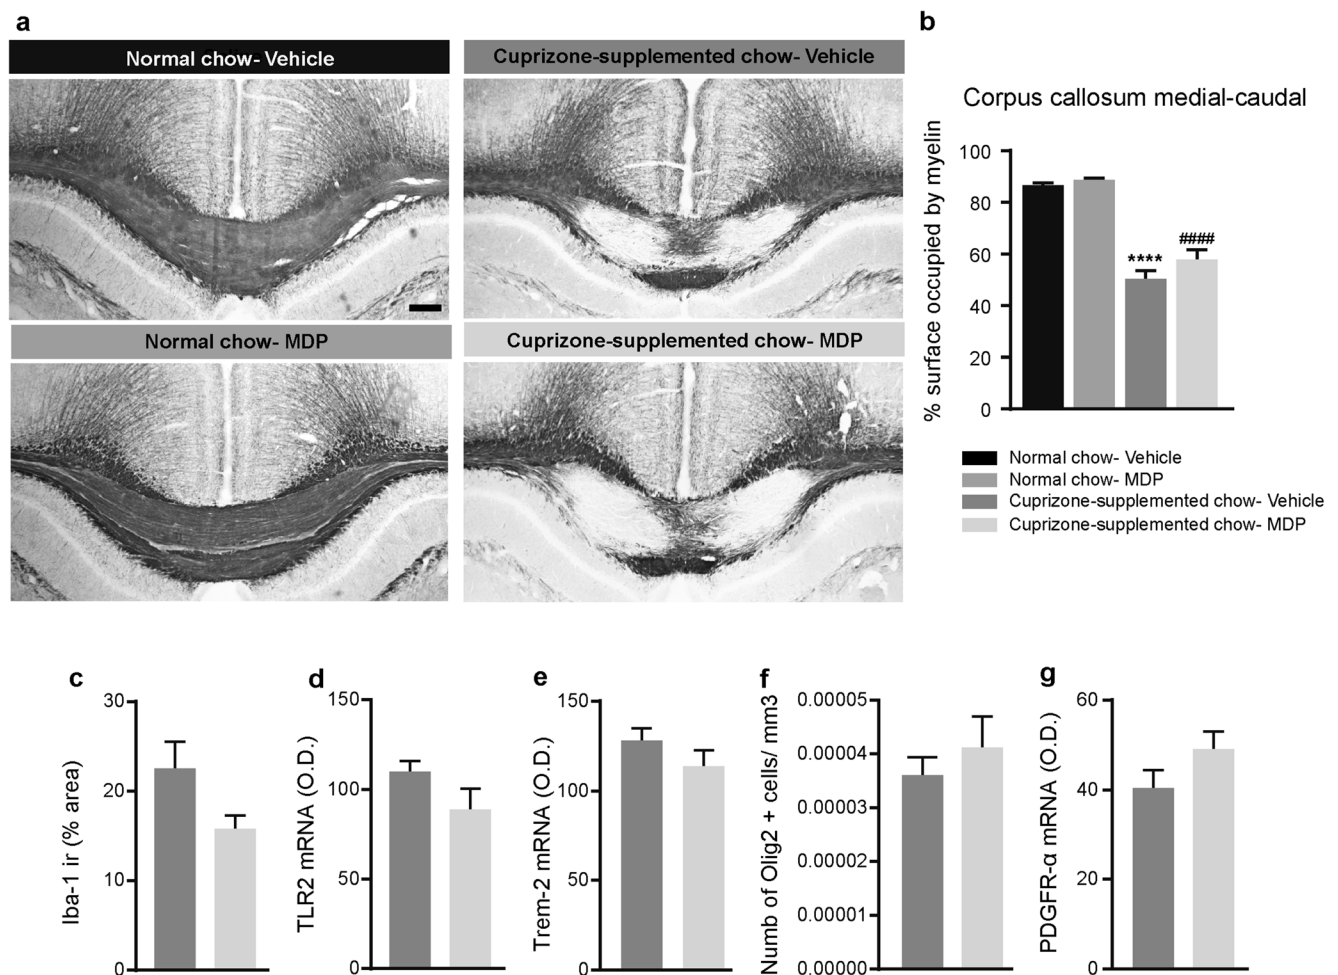 a
Normal chow- Vehicle
Cuprizone-supplemented chow- Vehicle
Normal chow- MDP
Cuprizone-supplemented chow- MDP
b
Corpus callosum medial-caudal
% surface occupied by myelin
100
80
60
40
20
0
****
####
Normal chow- Vehicle
Normal chow- MDP
Cuprizone-supplemented chow- Vehicle
Cuprizone-supplemented chow- MDP
c
Iba-1 ir (% area)
30
20
10
0
d
TLR2 mRNA (O.D.)
150
100
50
0
e
Trem-2 mRNA (O.D.)
150
100
50
0
f
Numb of Olig2 + cells/ mm3
0.00005
0.00004
0.00003
0.00002
0.00001
0.00000
g
PDGFR-α mRNA (O.D.)
60
40
20
0